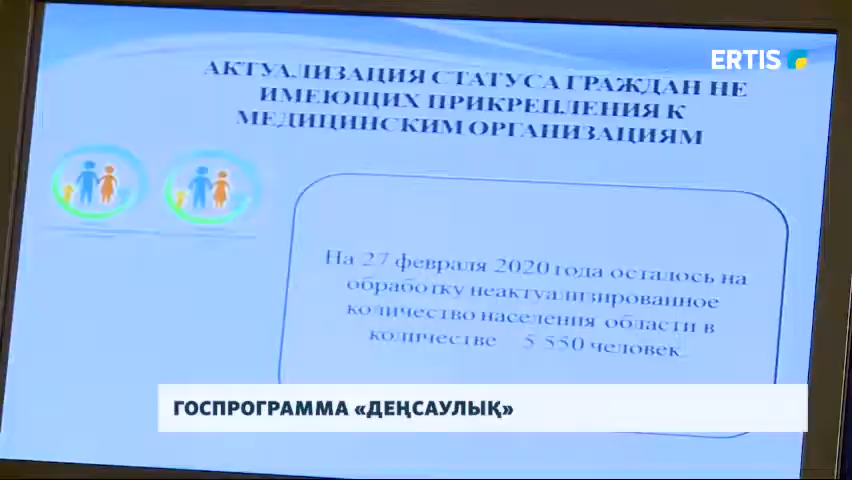 ERTIS
АКТУАЛИЗАЦИЯ СТАТУСА ГРАЖДАН НЕ
ИМЕЮЩИХ ПРИКРЕПЛЕНИЯ К
МЕДИЦИНСКИМ ОРГАНИЗАЦИЯМ
На 27 февраля 2020 года осталось на
обработку неактуализированное
количество населения области в
количестве 5 550 человек.
ГОСПРОГРАММА «ДЕҢСАУЛЫҚ»